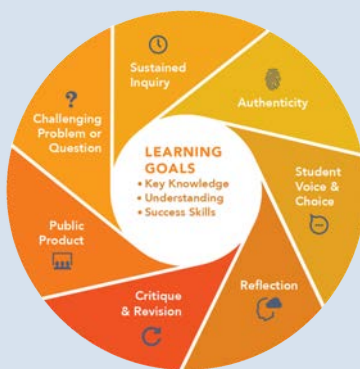 LEARNING
GOALS
• Key Knowledge
• Understanding
• Success Skills
?
Challenging
Problem or
Question
Sustained
Inquiry
Authenticity
Student
Voice &
Choice
Reflection
Critique
& Revision
Public
Product